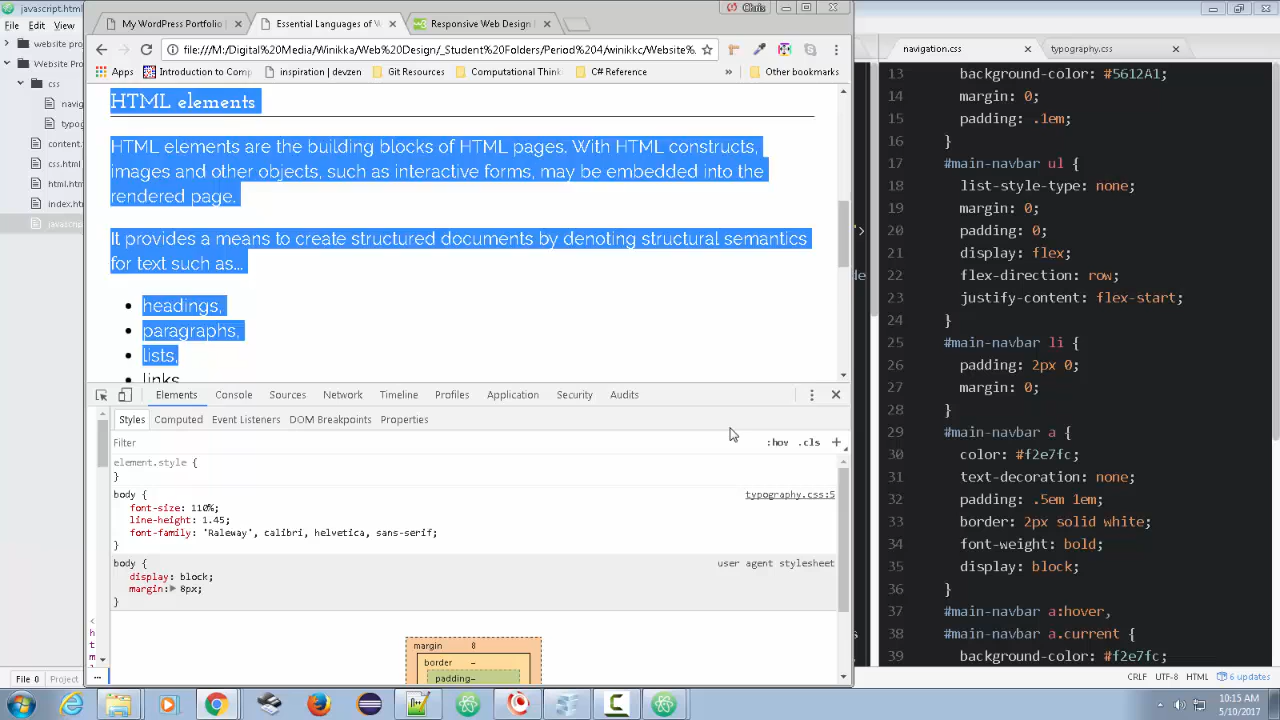 javascript.html
File Edit
website pro
Website Pro
css
navig
typog
content.
css.html
html.htm
index.htm
javascrip
File 0 Project
My WordPress Portfolio
Essential Languages of W
Responsive Web Design
Chris
file:///M:/Digital%20Media/Winikka/Web%20Design/_Student%20Folders/Period%204/winikkc/Website%
Apps Introduction to Comp inspiration | devzen Git Resources Computational Think C# Reference » Other bookmarks
HTML elements
HTML elements are the building blocks of HTML pages. With HTML constructs,
images and other objects, such as interactive forms, may be embedded into the
rendered page.
It provides a means to create structured documents by denoting structural semantics
for text such as...
headings,
paragraphs,
lists,
links
Elements Console Sources Network Timeline Profiles Application Security Audits
Styles Computed Event Listeners DOM Breakpoints Properties
Filter :hov .cls +
element.style {
}
body { typography.css:5
font-size: 110%;
line-height: 1.45;
font-family: 'Raleway', calibri, helvetica, sans-serif;
}
body { user agent stylesheet
display: block;
margin: 8px;
}
margin 8
border –
padding–
navigation.css typography.css
13 background-color: #5612A1;
14 margin: 0;
15 padding: .1em;
16 }
17 #main-navbar ul {
18 list-style-type: none;
19 margin: 0;
20 padding: 0;
21 display: flex;
22 flex-direction: row;
23 justify-content: flex-start;
24 }
25 #main-navbar li {
26 padding: 2px 0;
27 margin: 0;
28 }
29 #main-navbar a {
30 color: #f2e7fc;
31 text-decoration: none;
32 padding: .5em 1em;
33 border: 2px solid white;
34 font-weight: bold;
35 display: block;
36 }
37 #main-navbar a:hover,
38 #main-navbar a.current {
39 background-color: #f2e7fc;
CRLF UTF-8 HTML 6 updates
10:15 AM
5/10/2017